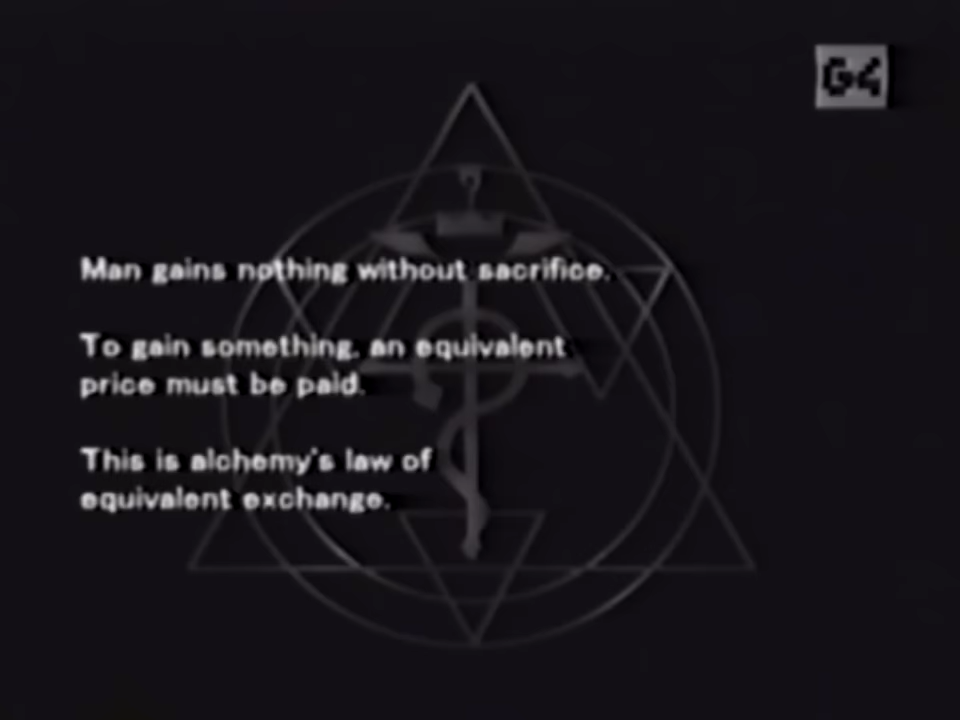 G4
Man gains nothing without sacrifice.
To gain something, an equivalent
price must be paid.
This is alchemy's law of
equivalent exchange.